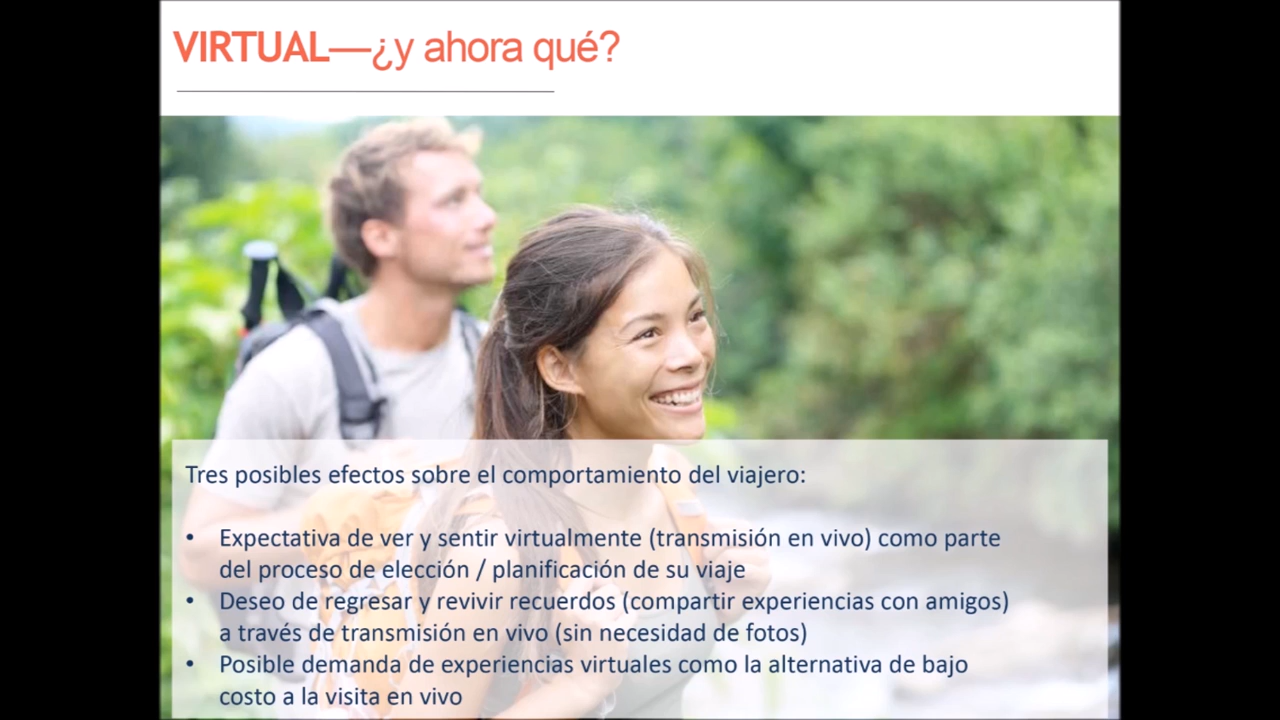 VIRTUAL—¿y ahora qué?
Tres posibles efectos sobre el comportamiento del viajero:
• Expectativa de ver y sentir virtualmente (transmisión en vivo) como parte
del proceso de elección / planificación de su viaje
• Deseo de regresar y revivir recuerdos (compartir experiencias con amigos)
a través de transmisión en vivo (sin necesidad de fotos)
• Posible demanda de experiencias virtuales como la alternativa de bajo
costo a la visita en vivo